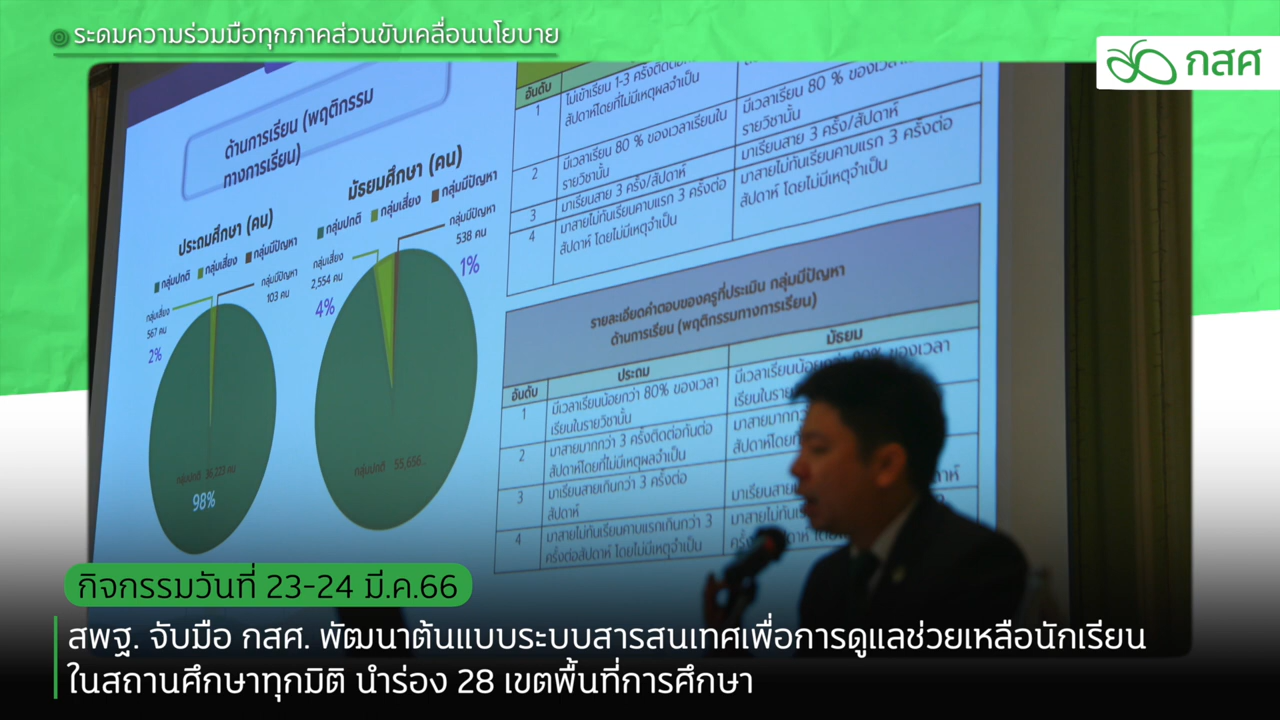 ระดมความร่วมมือทุกภาคส่วนขับเคลื่อนนโยบาย
กสศ
ด้านการเรียน (พฤติกรรม
ทางการเรียน)
ประถมศึกษา (คน)
กลุ่มปกติ กลุ่มเสี่ยง กลุ่มมีปัญหา
กลุ่มเสี่ยง
567 คน
2%
กลุ่มมีปัญหา
103 คน
กลุ่มปกติ
98%
มัธยมศึกษา (คน)
กลุ่มปกติ กลุ่มเสี่ยง กลุ่มมีปัญหา
กลุ่มเสี่ยง
2,554 คน
4%
กลุ่มมีปัญหา
538 คน
1%
กลุ่มปกติ 55,656
อันดับ
1
ไม่เข้าเรียน 1-3 ครั้งติดต่อ
สัปดาห์โดยที่ไม่มีเหตุผลจำเป็น
มีเวลาเรียน 80 % ของเวลา
รายวิชานั้น
2
มีเวลาเรียน 80 % ของเวลาเรียนใน
รายวิชานั้น
มาเรียนสาย 3 ครั้ง/สัปดาห์
3
มาเรียนสาย 3 ครั้ง/สัปดาห์
มาสายไม่ทันเรียนคาบแรก 3 ครั้งต่อ
สัปดาห์ โดยไม่มีเหตุจำเป็น
4
มาสายไม่ทันเรียนคาบแรก 3 ครั้งต่อ
สัปดาห์ โดยไม่มีเหตุจำเป็น
รายละเอียดคำตอบของครูที่ประเมิน กลุ่มมีปัญหา
ด้านการเรียน (พฤติกรรมทางการเรียน)
อันดับ ประถม มัธยม
1
มีเวลาเรียนน้อยกว่า 80% ของเวลา
เรียนในรายวิชานั้น
มีเวลาเรียนน้อยกว่า 80% ของเวลา
เรียนในราย
2
มาสายมากกว่า 3 ครั้งติดต่อกันต่อ
สัปดาห์โดยที่ไม่มีเหตุผลจำเป็น
มาสายมากกว่า
สัปดาห์โดยที่
3
มาเรียนสายเกินกว่า 3 ครั้งต่อ
สัปดาห์
มาเรียนสาย
4
มาสายไม่ทันเรียนคาบแรกเกินกว่า 3
ครั้งต่อสัปดาห์ โดยไม่มีเหตุจำเป็น
มาสายไม่ทัน
กิจกรรมวันที่ 23-24 มี.ค.66
สพฐ. จับมือ กสศ. พัฒนาต้นแบบระบบสารสนเทศเพื่อการดูแลช่วยเหลือนักเรียน
ในสถานศึกษาทุกมิติ นำร่อง 28 เขตพื้นที่การศึกษา